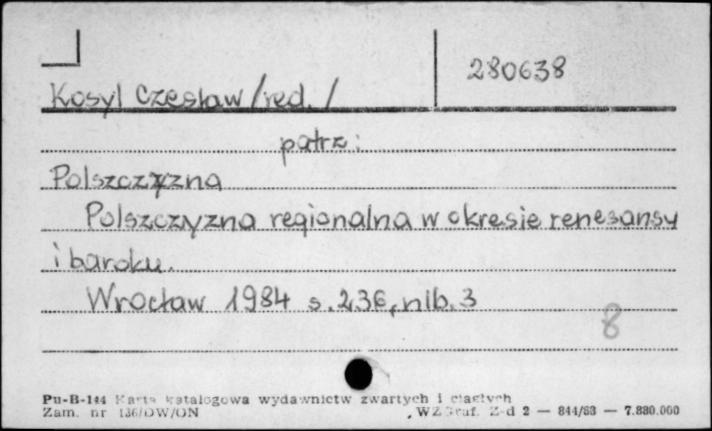 280638
Kosyl Czesław /red./
patrz:
Polszczyzna
Polszczyzna regionalna w okresie renesansu
i baroku.
Wrocław 1984 s. 236, nlb. 3
8
Pu-B-144 Karta katalogowa wydawnictw zwartych i ciągłych
Zam. nr 136/DW/ON WZGraf. Z-d 2 — 844/83 — 7.880.000